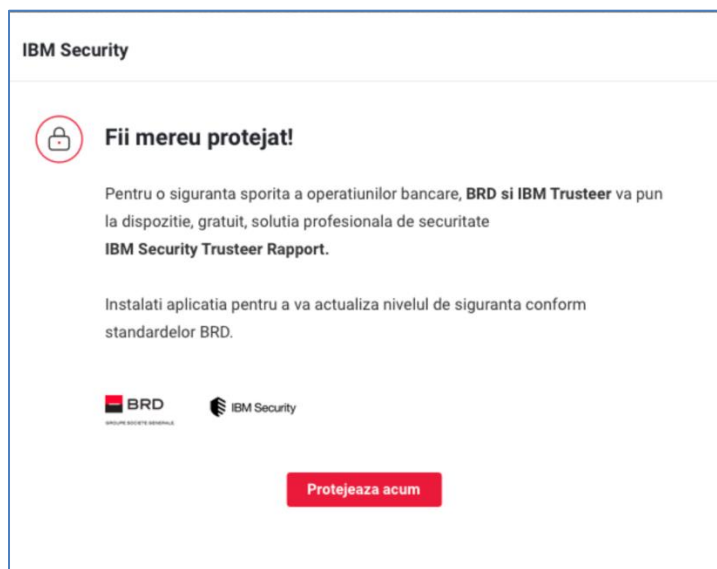 IBM Security
Fii mereu protejat!
Pentru o siguranta sporita a operatiunilor bancare, BRD si IBM Trusteer va pun
la dispozitie, gratuit, solutia profesionala de securitate
IBM Security Trusteer Rapport.
Instalati aplicatia pentru a va actualiza nivelul de siguranta conform
standardelor BRD.
BRD
GROUPE SOCIETE GENERALE
IBM Security
Protejeaza acum